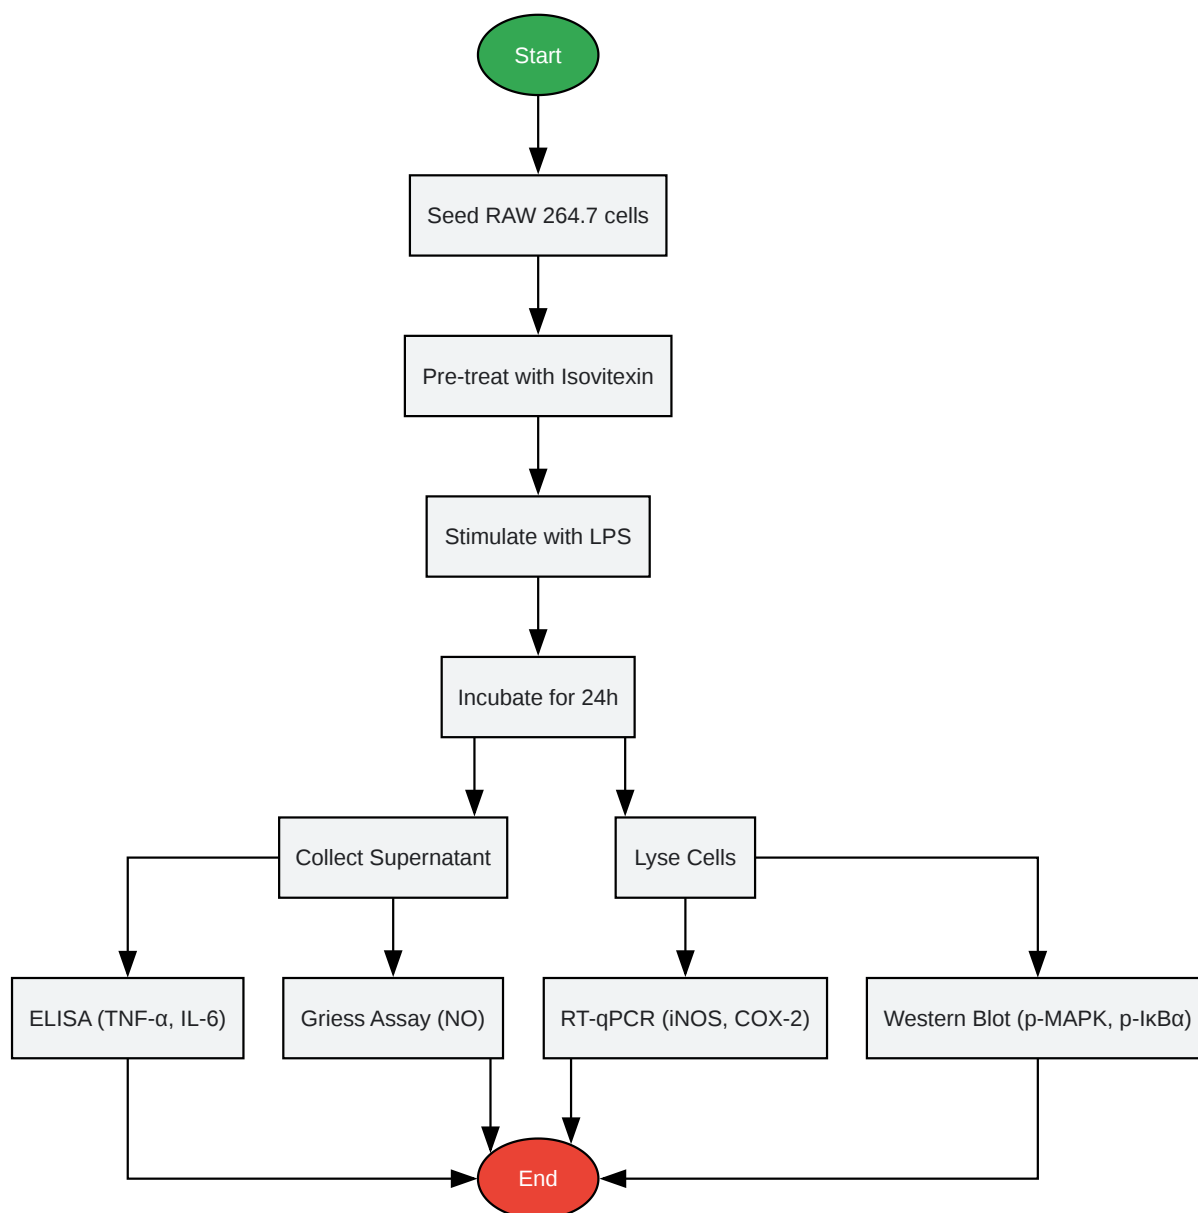 Start
Seed RAW 264.7 cells
Pre-treat with Isovitexin
Stimulate with LPS
Incubate for 24h
Collect Supernatant
Lyse Cells
ELISA (TNF-α, IL-6)
Griess Assay (NO)
RT-qPCR (iNOS, COX-2)
Western Blot (p-MAPK, p-IκBα)
End